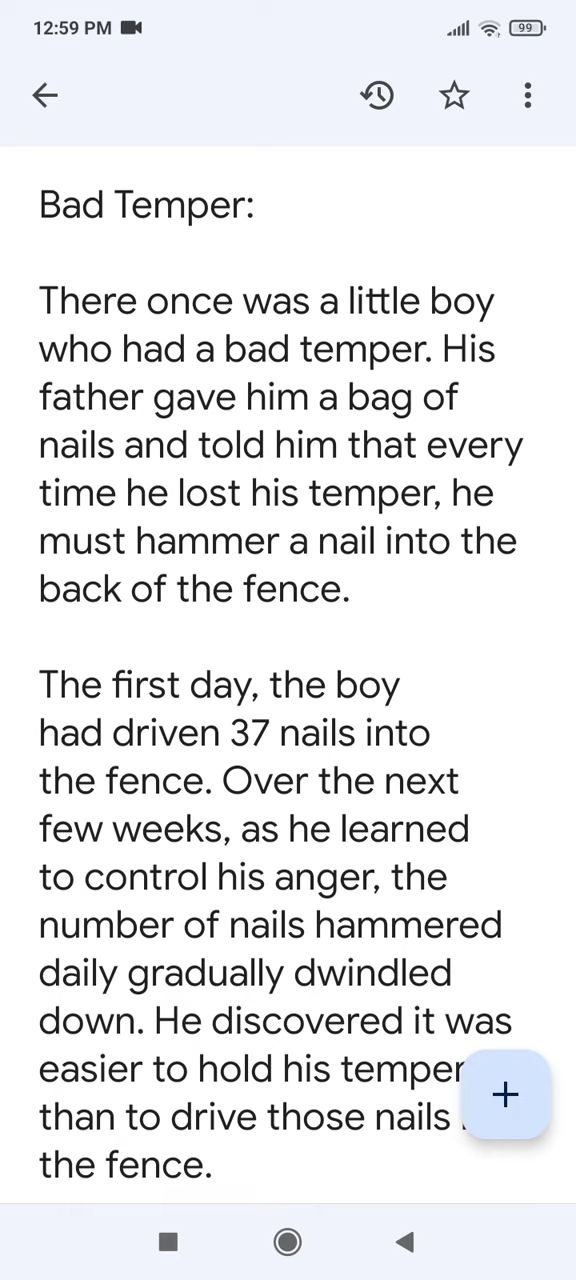 12:59 PM
99
Bad Temper:
There once was a little boy
who had a bad temper. His
father gave him a bag of
nails and told him that every
time he lost his temper, he
must hammer a nail into the
back of the fence.
The first day, the boy
had driven 37 nails into
the fence. Over the next
few weeks, as he learned
to control his anger, the
number of nails hammered
daily gradually dwindled
down. He discovered it was
easier to hold his temper
than to drive those nails
the fence.